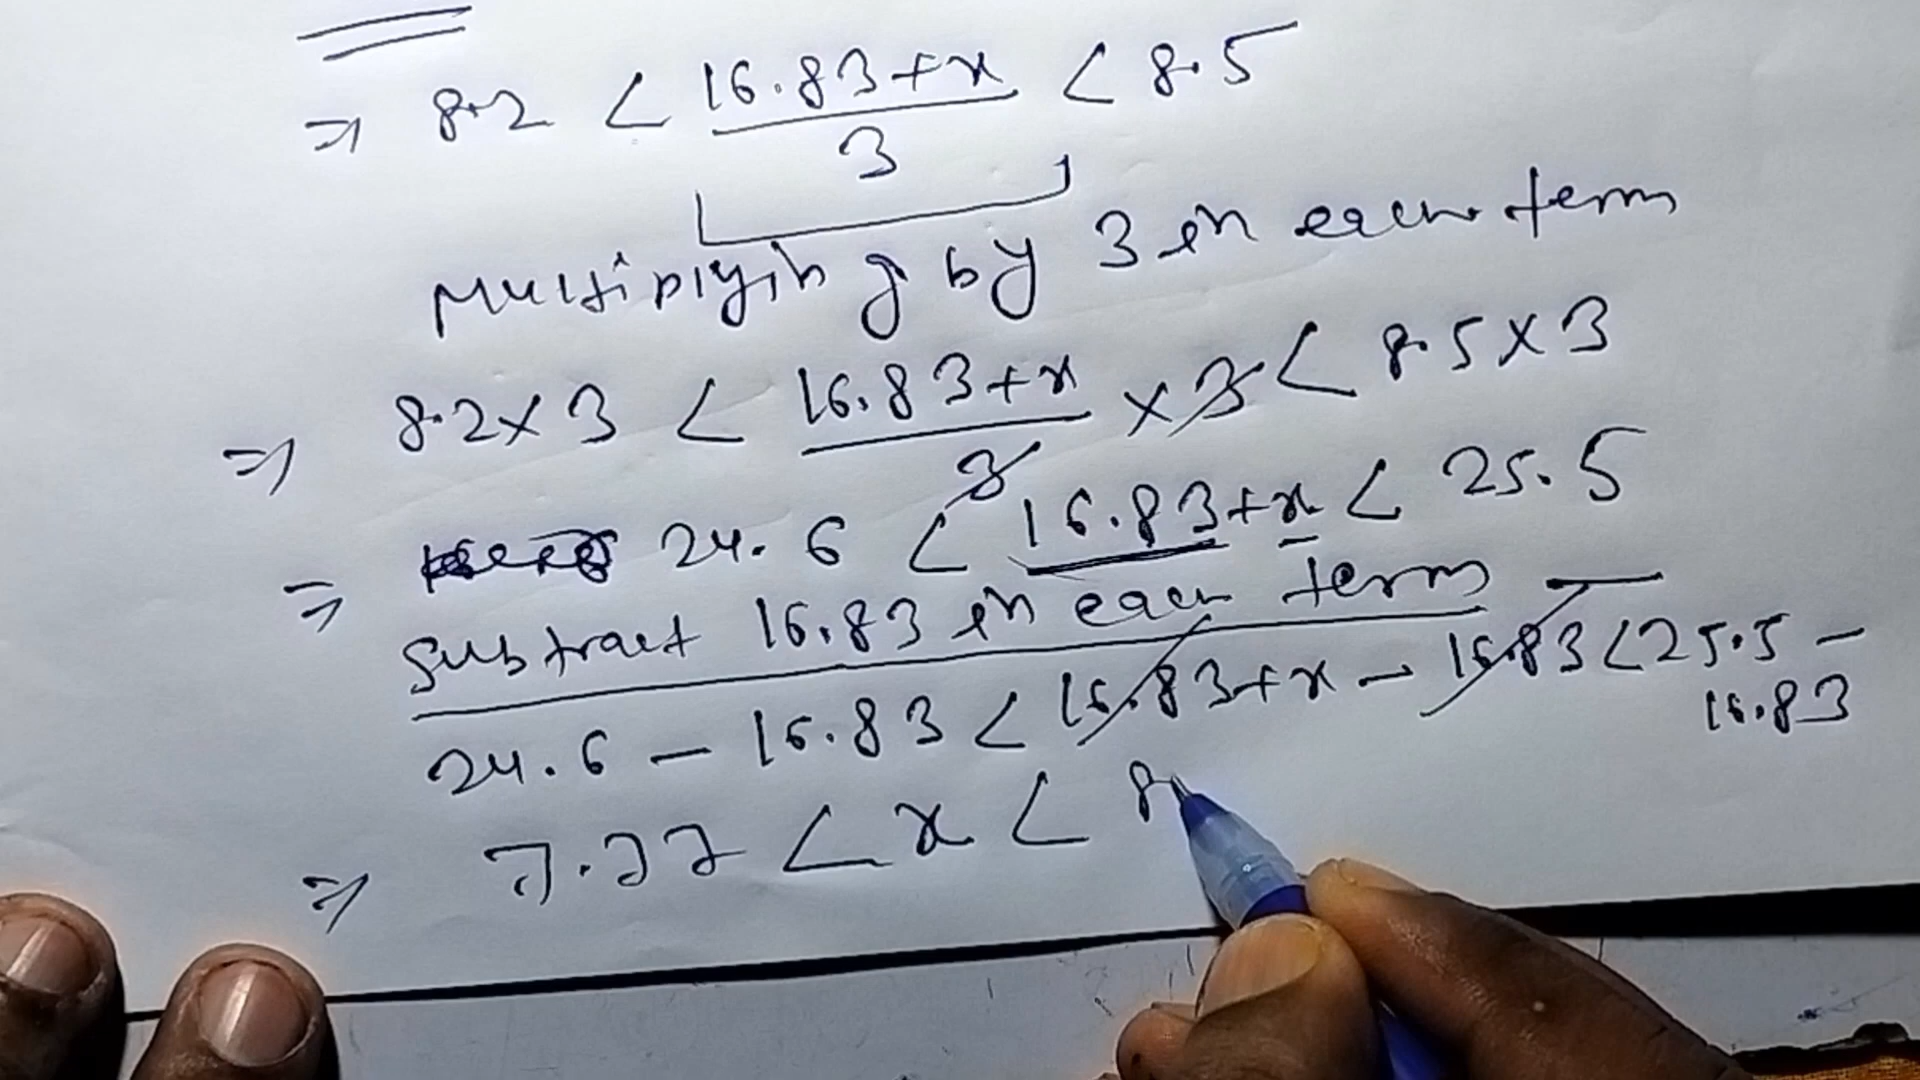 ⇒ 8.2 < (16.83+x)/3 < 8.5
Multiplying by 3 in each term
⇒ 8.2×3 < (16.83+x)/3 ×3 < 8.5×3
⇒ 24.6 < 16.83+x < 25.5
Subtract 16.83 in each term
24.6 - 16.83 < 16.83+x - 16.83 < 25.5 - 16.83
⇒ 7.77 < x < 8.